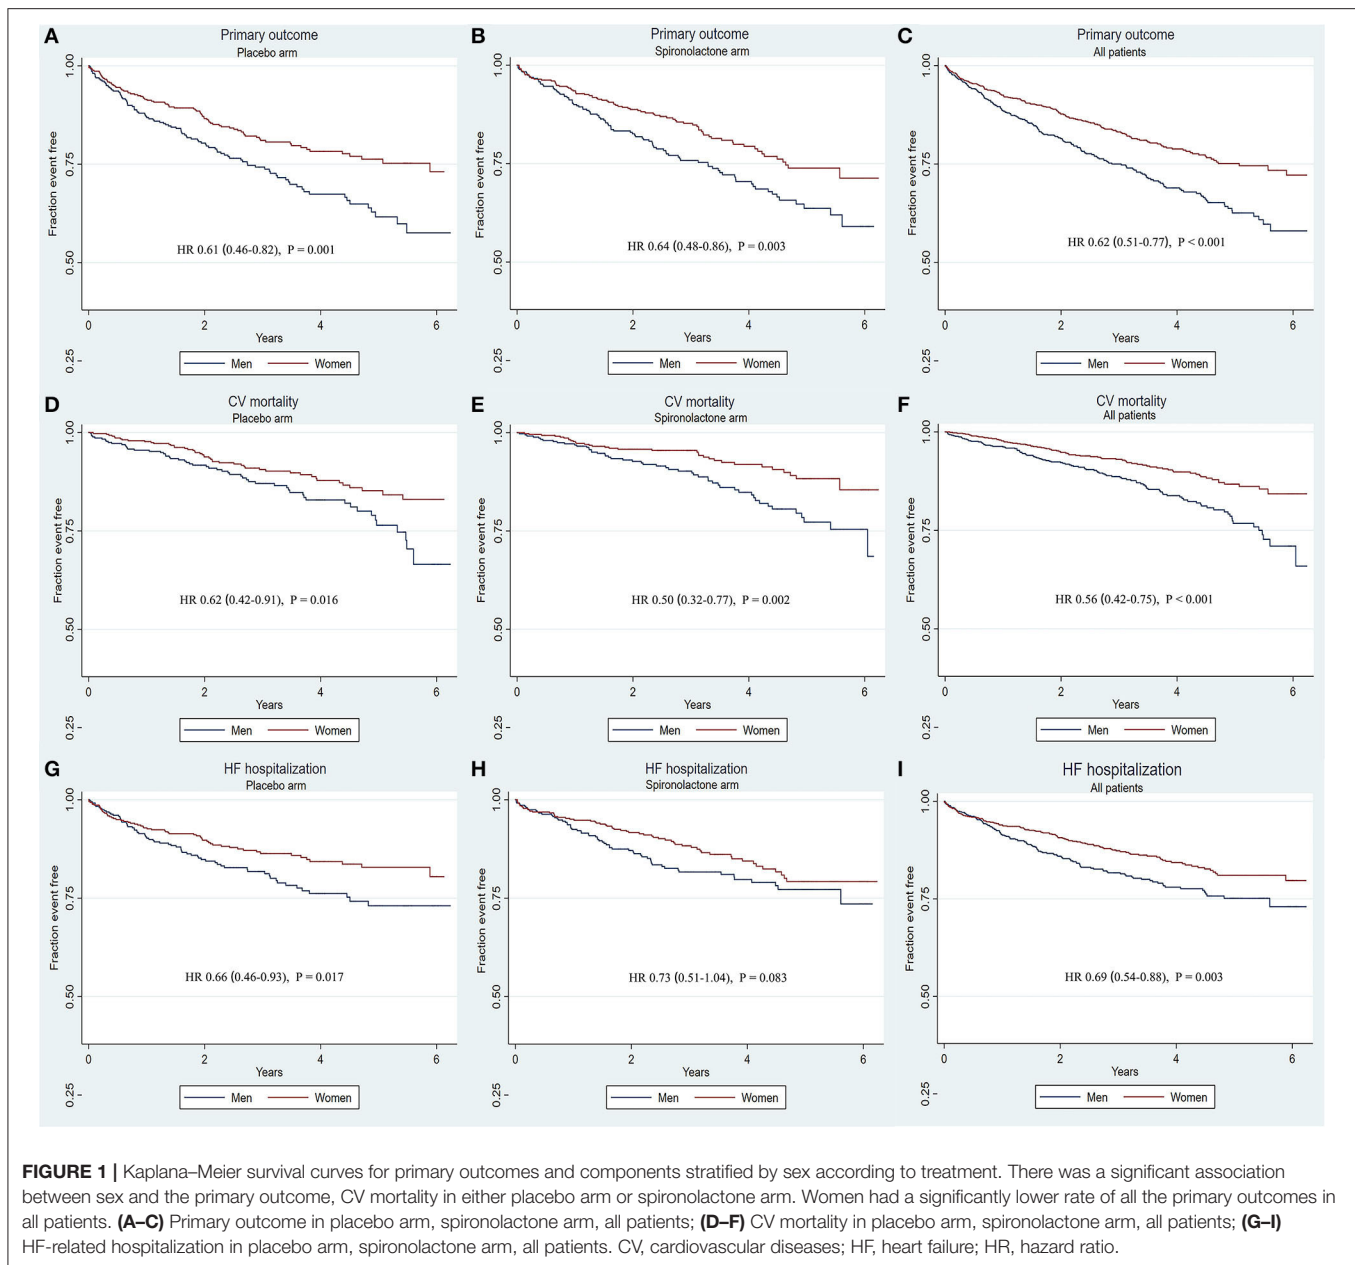 A
Primary outcome
Placebo arm
Fraction event free
1.00
0.75
0.50
0.25
HR 0.61 (0.46-0.82), P = 0.001
0 2 4 6
Years
Men Women
B
Primary outcome
Spironolactone arm
Fraction event free
1.00
0.75
0.50
0.25
HR 0.64 (0.48-0.86), P = 0.003
0 2 4 6
Years
Men Women
C
Primary outcome
All patients
Fraction event free
1.00
0.75
0.50
0.25
HR 0.62 (0.51-0.77), P < 0.001
0 2 4 6
Years
Men Women
D
CV mortality
Placebo arm
Fraction event free
1.00
0.75
0.50
0.25
HR 0.62 (0.42-0.91), P = 0.016
0 2 4 6
Years
Men Women
E
CV mortality
Spironolactone arm
Fraction event free
1.00
0.75
0.50
0.25
HR 0.50 (0.32-0.77), P = 0.002
0 2 4 6
Years
Men Women
F
CV mortality
All patients
Fraction event free
1.00
0.75
0.50
0.25
HR 0.56 (0.42-0.75), P < 0.001
0 2 4 6
Years
Men Women
G
HF hospitalization
Placebo arm
Fraction event free
1.00
0.75
0.50
0.25
HR 0.66 (0.46-0.93), P = 0.017
0 2 4 6
Years
Men Women
H
HF hospitalization
Spironolactone arm
Fraction event free
1.00
0.75
0.50
0.25
HR 0.73 (0.51-1.04), P = 0.083
0 2 4 6
Years
Men Women
I
HF hospitalization
All patients
Fraction event free
1.00
0.75
0.50
0.25
HR 0.69 (0.54-0.88), P = 0.003
0 2 4 6
Years
Men Women
FIGURE 1 | Kaplana–Meier survival curves for primary outcomes and components stratified by sex according to treatment. There was a significant association
between sex and the primary outcome, CV mortality in either placebo arm or spironolactone arm. Women had a significantly lower rate of all the primary outcomes in
all patients. (A–C) Primary outcome in placebo arm, spironolactone arm, all patients; (D–F) CV mortality in placebo arm, spironolactone arm, all patients; (G–I)
HF-related hospitalization in placebo arm, spironolactone arm, all patients. CV, cardiovascular diseases; HF, heart failure; HR, hazard ratio.